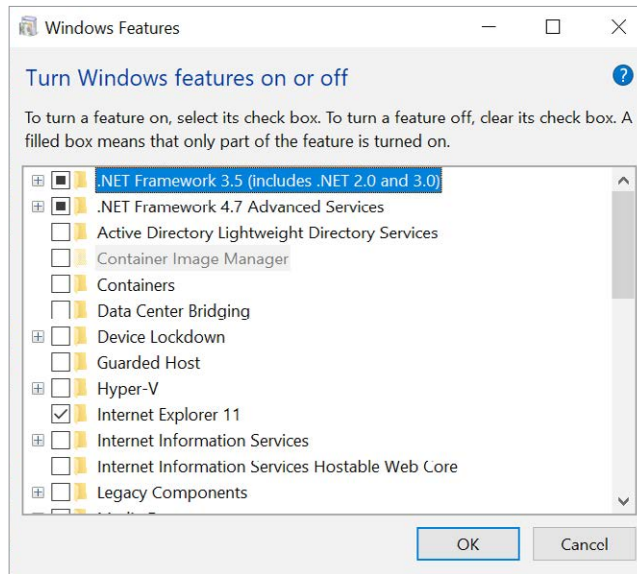 Windows Features
Turn Windows features on or off
To turn a feature on, select its check box. To turn a feature off, clear its check box. A
filled box means that only part of the feature is turned on.
.NET Framework 3.5 (includes .NET 2.0 and 3.0)
.NET Framework 4.7 Advanced Services
Active Directory Lightweight Directory Services
Container Image Manager
Containers
Data Center Bridging
Device Lockdown
Guarded Host
Hyper-V
Internet Explorer 11
Internet Information Services
Internet Information Services Hostable Web Core
Legacy Components
OK
Cancel